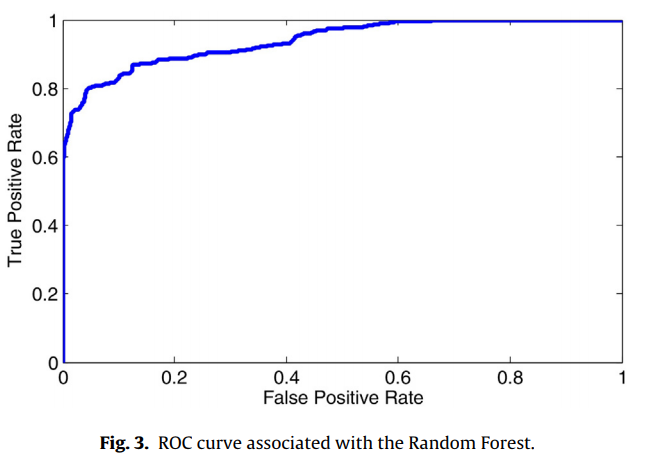 1
0.8
0.6
0.4
0.2
0
True Positive Rate
0 0.2 0.4 0.6 0.8 1
False Positive Rate
Fig. 3. ROC curve associated with the Random Forest.